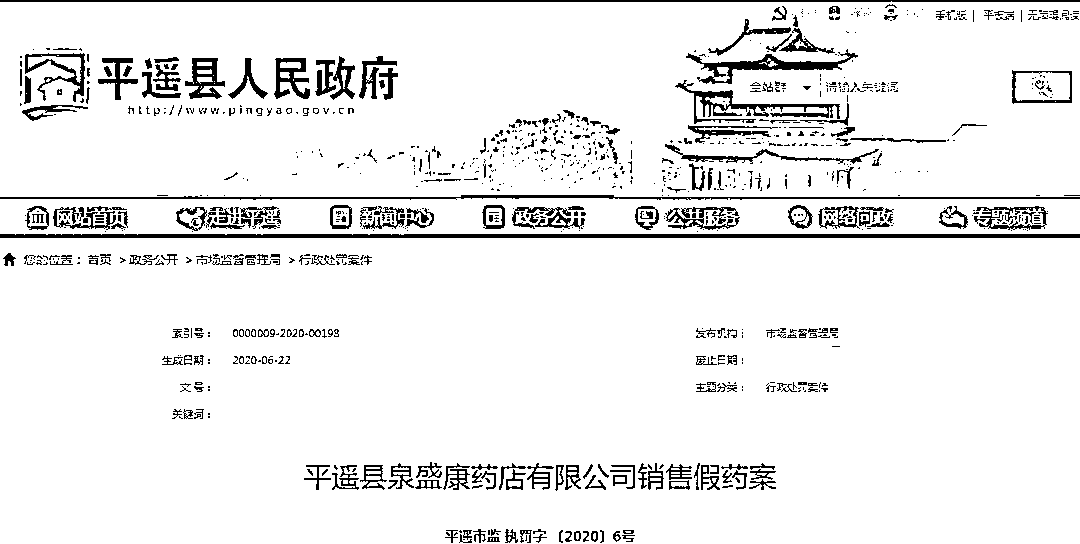 手机版 | 平板端 | 无障碍阅读
平遥县人民政府
http://www.pingyao.gov.cn
全站群 请输入关键词
网站首页 走进平遥 新闻中心 政务公开 公共服务 网络问政 专题频道
您的位置： 首页 >政务公开 >市场监督管理局 >行政处罚案件
索引号： 0000009-2020-00198 发布机构： 市场监督管理局
生成日期： 2020-06-22 废止日期：
文号： 主题分类： 行政处罚案件
关键词：
平遥县泉盛康药店有限公司销售假药案
平遥市监 执罚字 〔2020〕6号